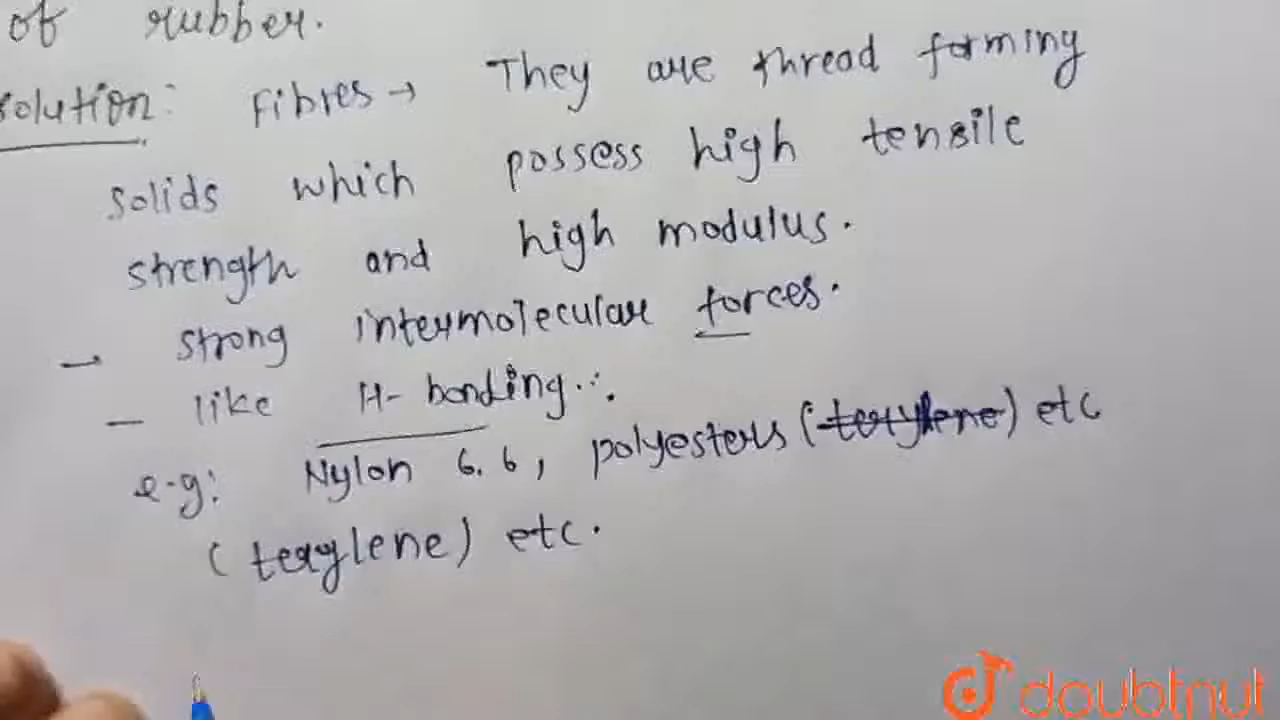 of rubber.
solution: Fibres → They are thread forming
solids which possess high tensile
strength and high modulus.
→ strong intermolecular forces.
- like H-bonding ∴
e.g: Nylon 6.6, polyesters (terylene) etc
(terylene) etc.
doubtnut